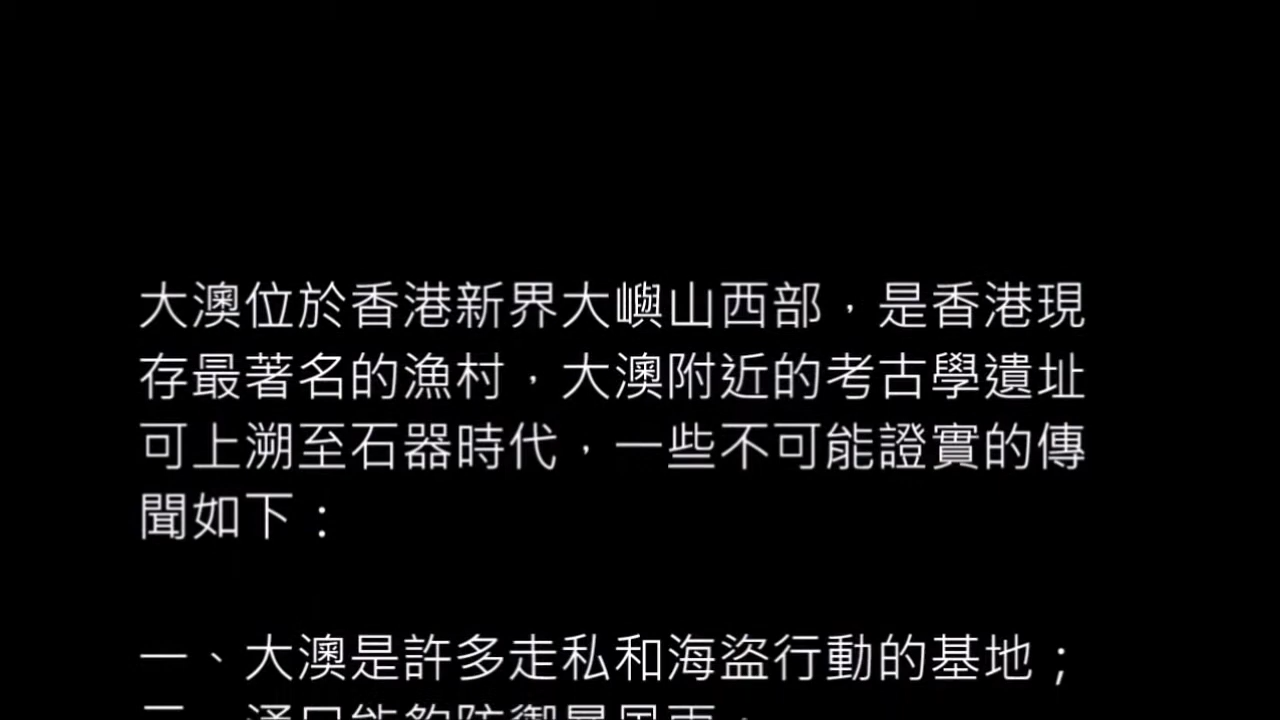 大澳位於香港新界大嶼山西部，是香港現
存最著名的漁村，大澳附近的考古學遺址
可上溯至石器時代，一些不可能證實的傳
聞如下：
一、大澳是許多走私和海盜行動的基地；